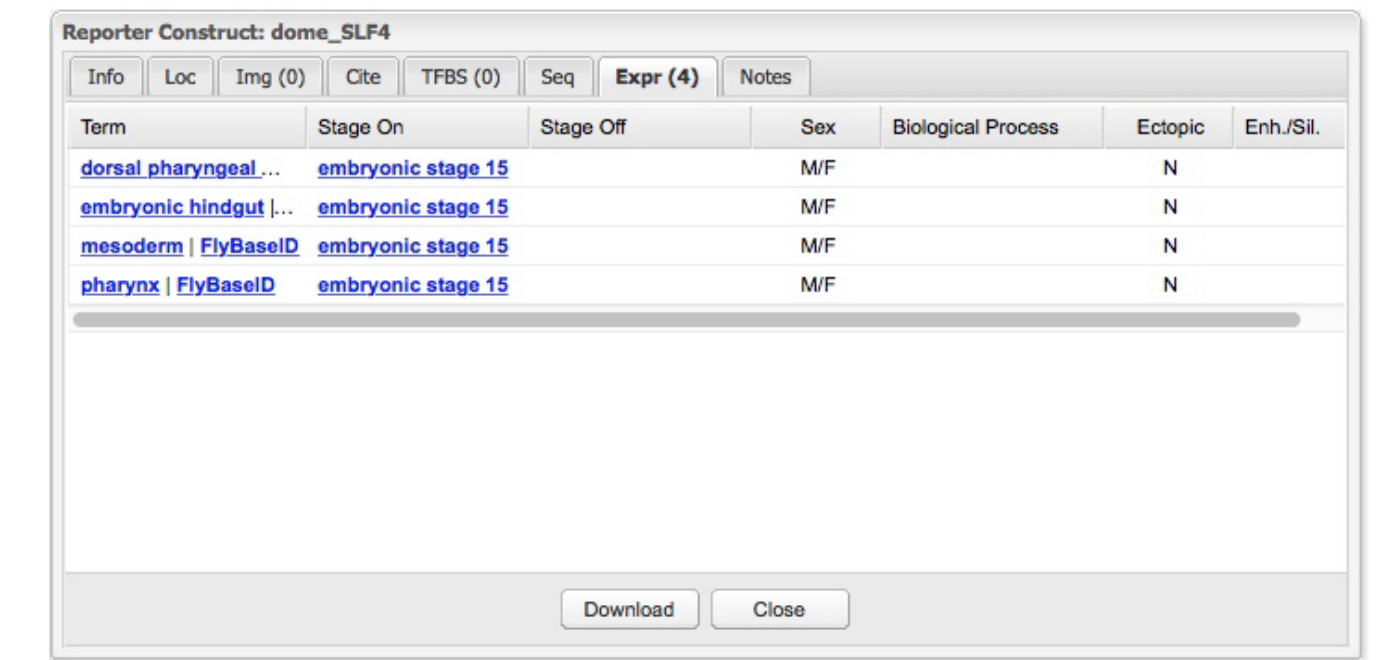 Reporter Construct: dome_SLF4
Info Loc Img (0) Cite TFBS (0) Seq Expr (4) Notes
Term Stage On Stage Off Sex Biological Process Ectopic Enh./Sil.
dorsal pharyngeal ... embryonic stage 15 M/F N
embryonic hindgut |... embryonic stage 15 M/F N
mesoderm | FlyBaseID embryonic stage 15 M/F N
pharynx | FlyBaseID embryonic stage 15 M/F N
Download Close